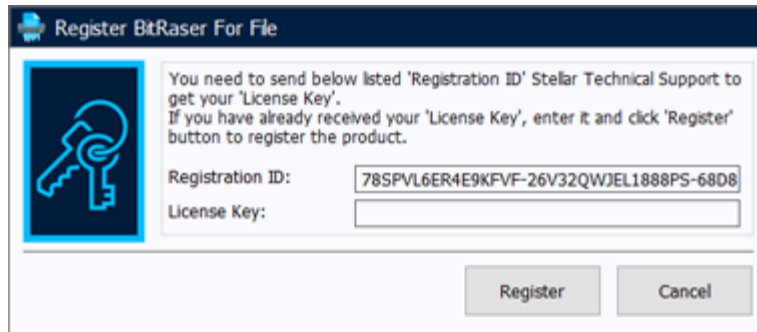 Register BitRaser For File
You need to send below listed 'Registration ID' Stellar Technical Support to
get your 'License Key'.
If you have already received your 'License Key', enter it and click 'Register'
button to register the product.
Registration ID: 78SPVL6ER4E9KFVF-26V32QWJEL1888PS-68D8
License Key:
Register Cancel